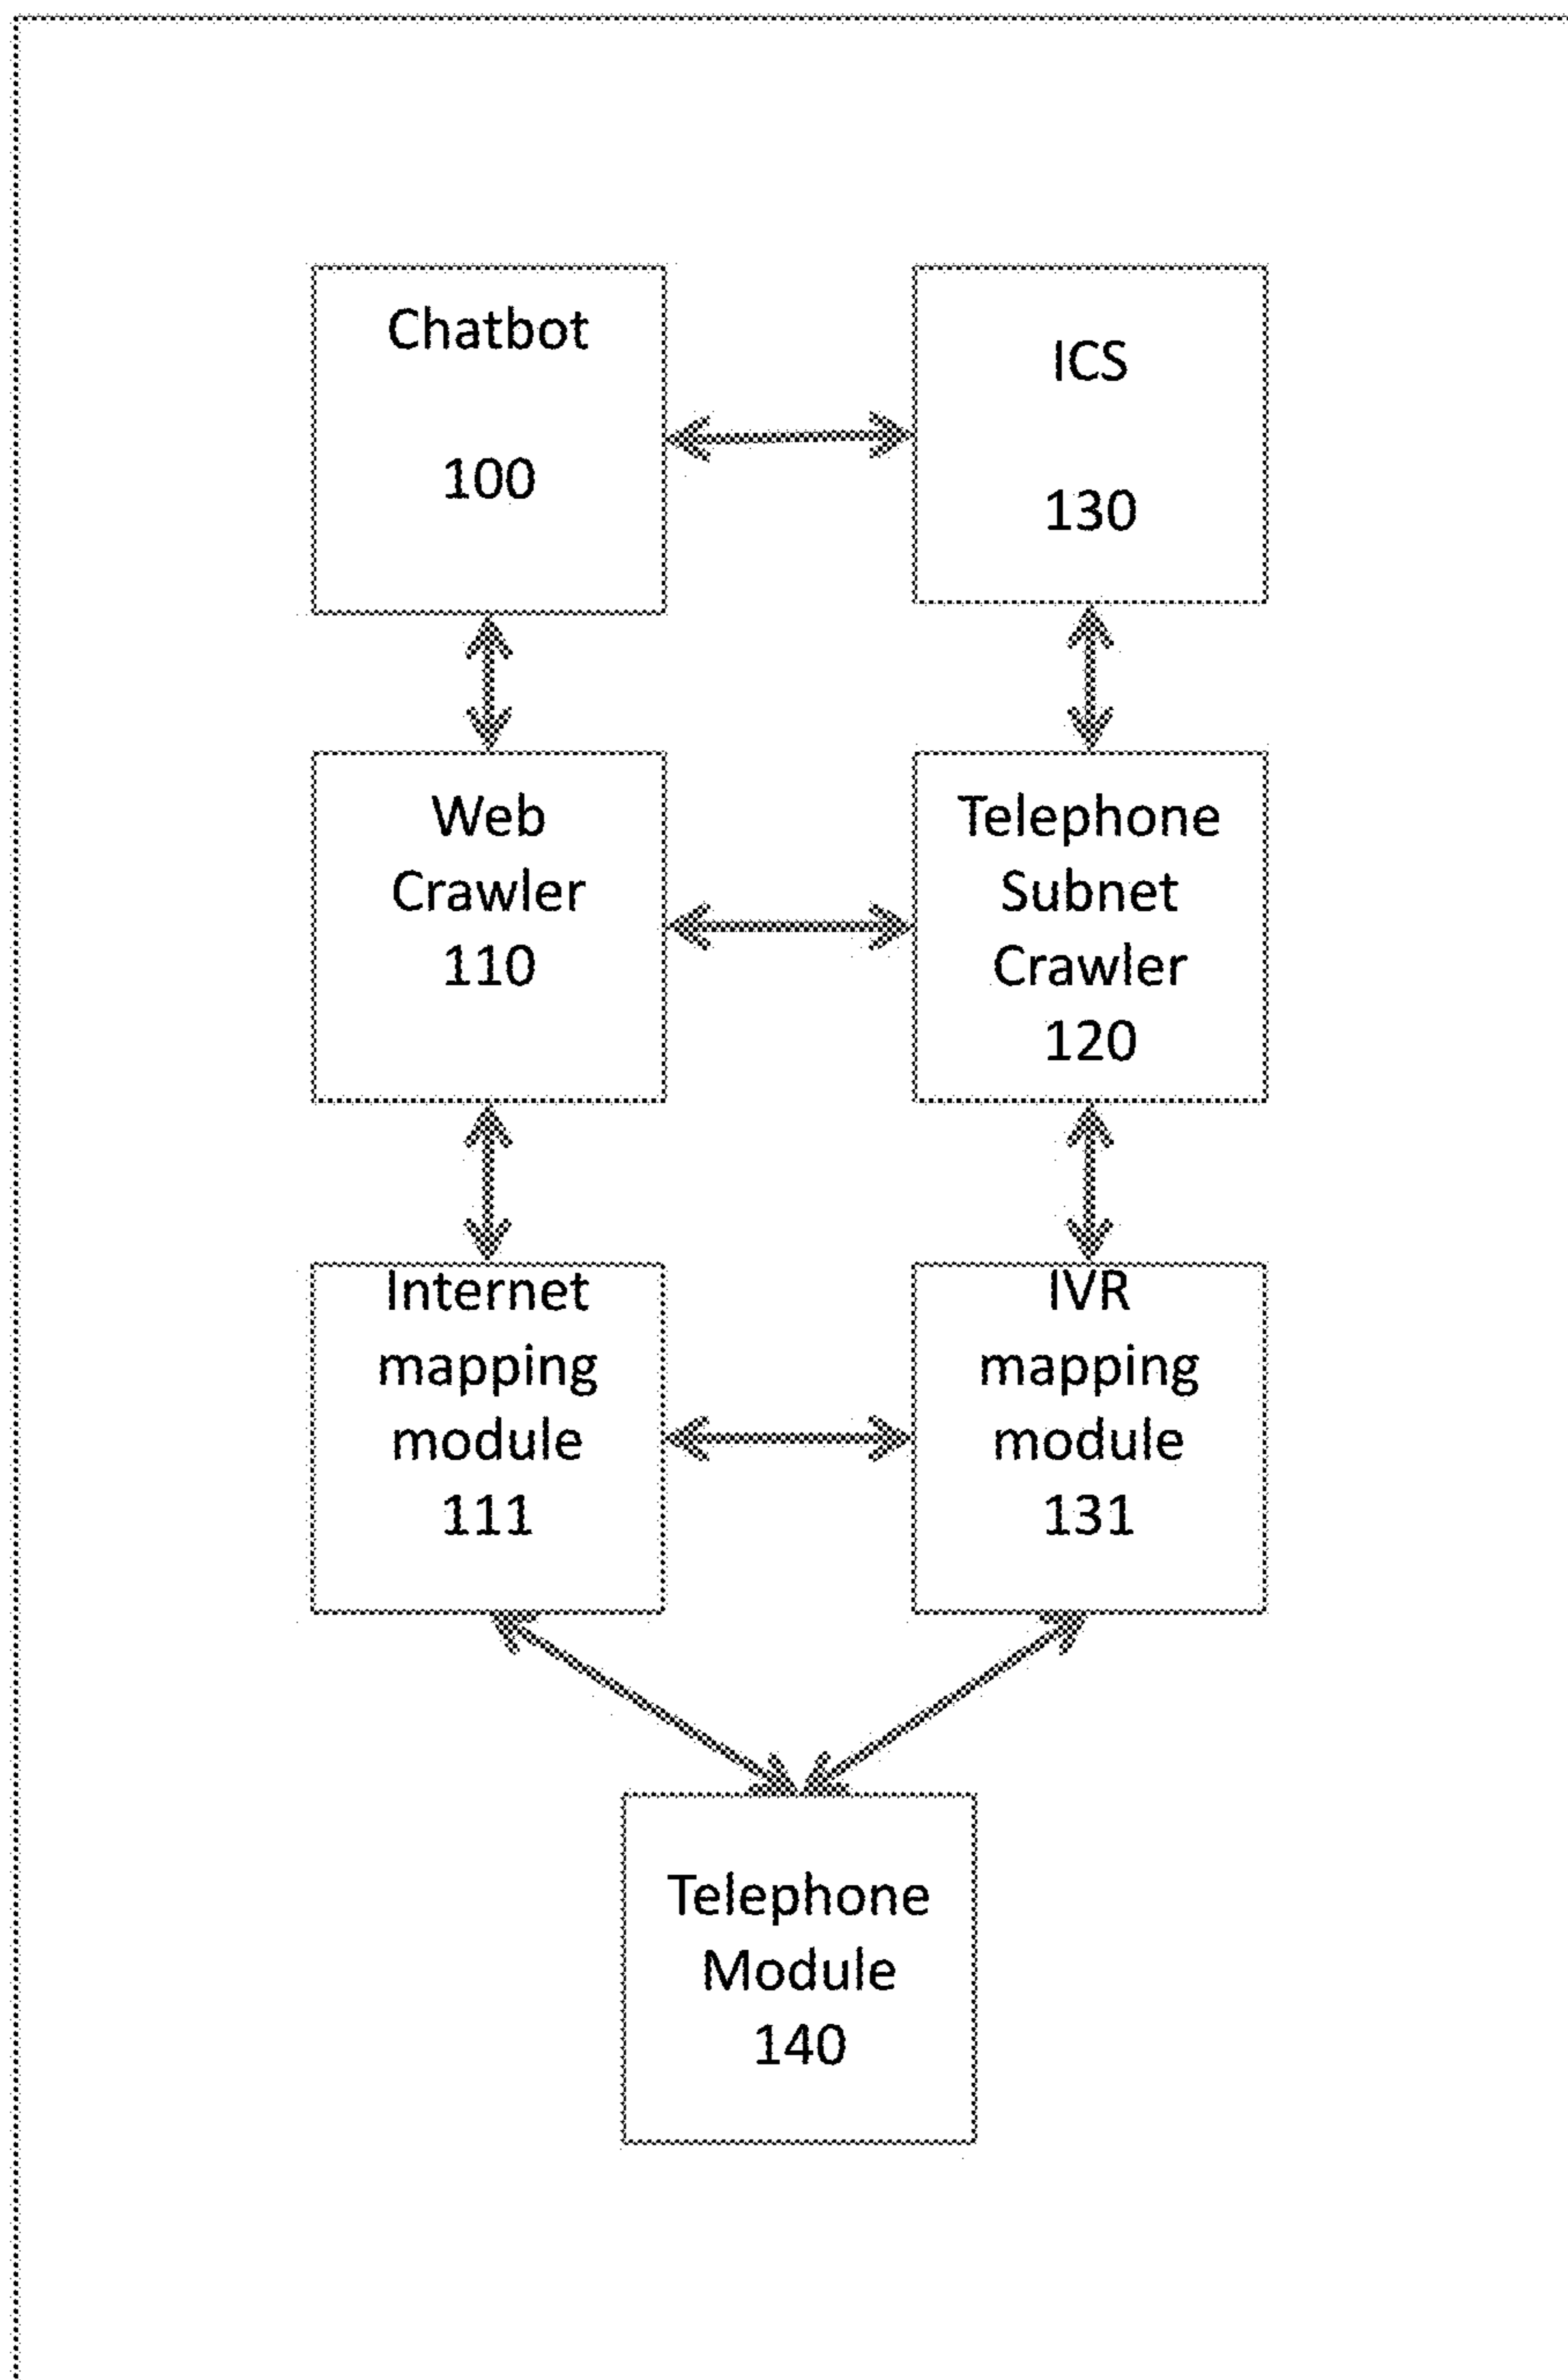 Chatbot
100
ICS
130
Web
Crawler
110
Telephone
Subnet
Crawler
120
Internet
mapping
module
111
IVR
mapping
module
131
Telephone
Module
140